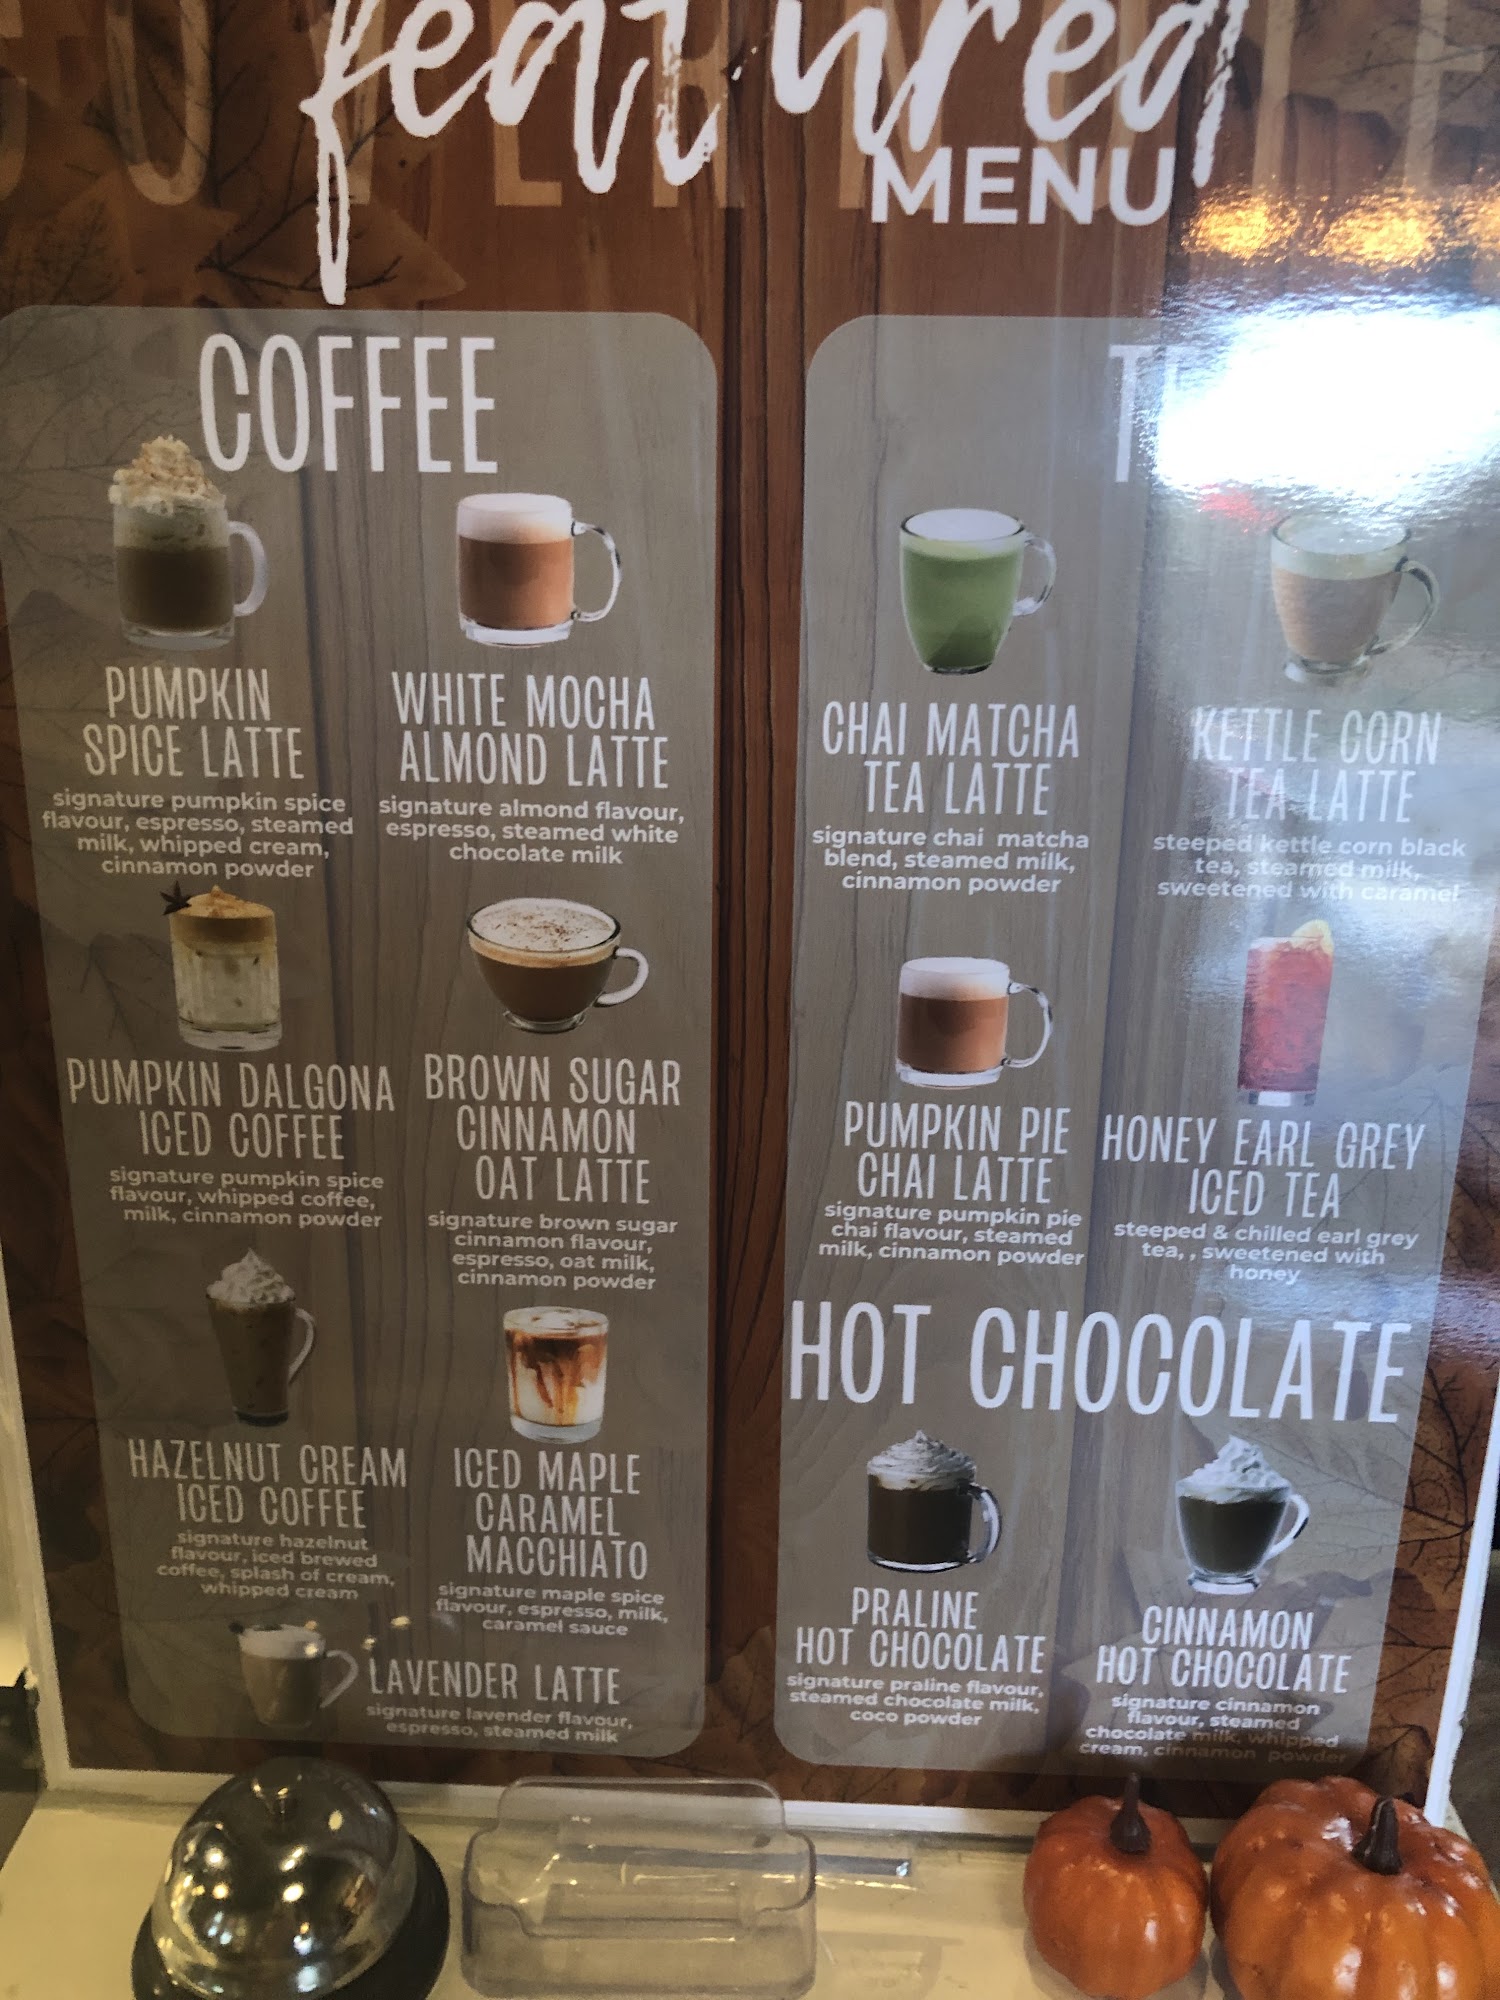 featured
MENU
COFFEE
PUMPKIN
SPICE LATTE
signature pumpkin spice
flavour, espresso, steamed
milk, whipped cream,
cinnamon powder
WHITE MOCHA
ALMOND LATTE
signature almond flavour,
espresso, steamed white
chocolate milk
PUMPKIN DALGONA
ICED COFFEE
signature pumpkin spice
flavour, whipped coffee,
milk, cinnamon powder
BROWN SUGAR
CINNAMON
OAT LATTE
signature brown sugar
cinnamon flavour,
espresso, oat milk,
cinnamon powder
HAZELNUT CREAM
ICED COFFEE
signature hazelnut
flavour, iced brewed
coffee, splash of cream,
whipped cream
ICED MAPLE
CARAMEL
MACCHIATO
signature maple spice
flavour, espresso, milk,
caramel sauce
LAVENDER LATTE
signature lavender flavour,
espresso, steamed milk
CHAI MATCHA
TEA LATTE
signature chai matcha
blend, steamed milk,
cinnamon powder
KETTLE CORN
TEA LATTE
steeped kettle corn black
tea, steamed milk,
sweetened with caramel
PUMPKIN PIE
CHAI LATTE
signature pumpkin pie
chai flavour, steamed
milk, cinnamon powder
HONEY EARL GREY
ICED TEA
steeped & chilled earl grey
tea, , sweetened with
honey
HOT CHOCOLATE
PRALINE
HOT CHOCOLATE
signature praline flavour,
steamed chocolate milk,
coco powder
CINNAMON
HOT CHOCOLATE
signature cinnamon
flavour, steamed
chocolate milk, whipped
cream, cinnamon powder